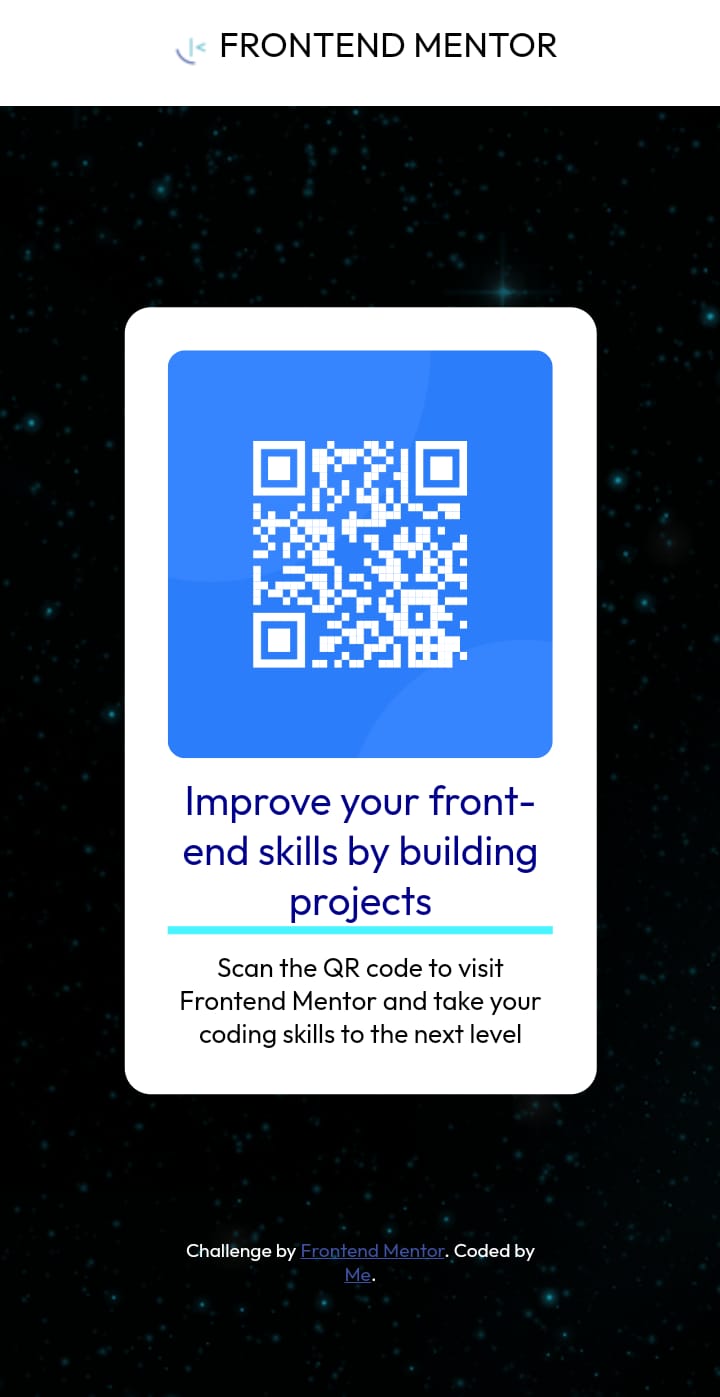 FRONTEND MENTOR
Improve your front-
end skills by building
projects
Scan the QR code to visit
Frontend Mentor and take your
coding skills to the next level
Challenge by Frontend Mentor. Coded by
Me.